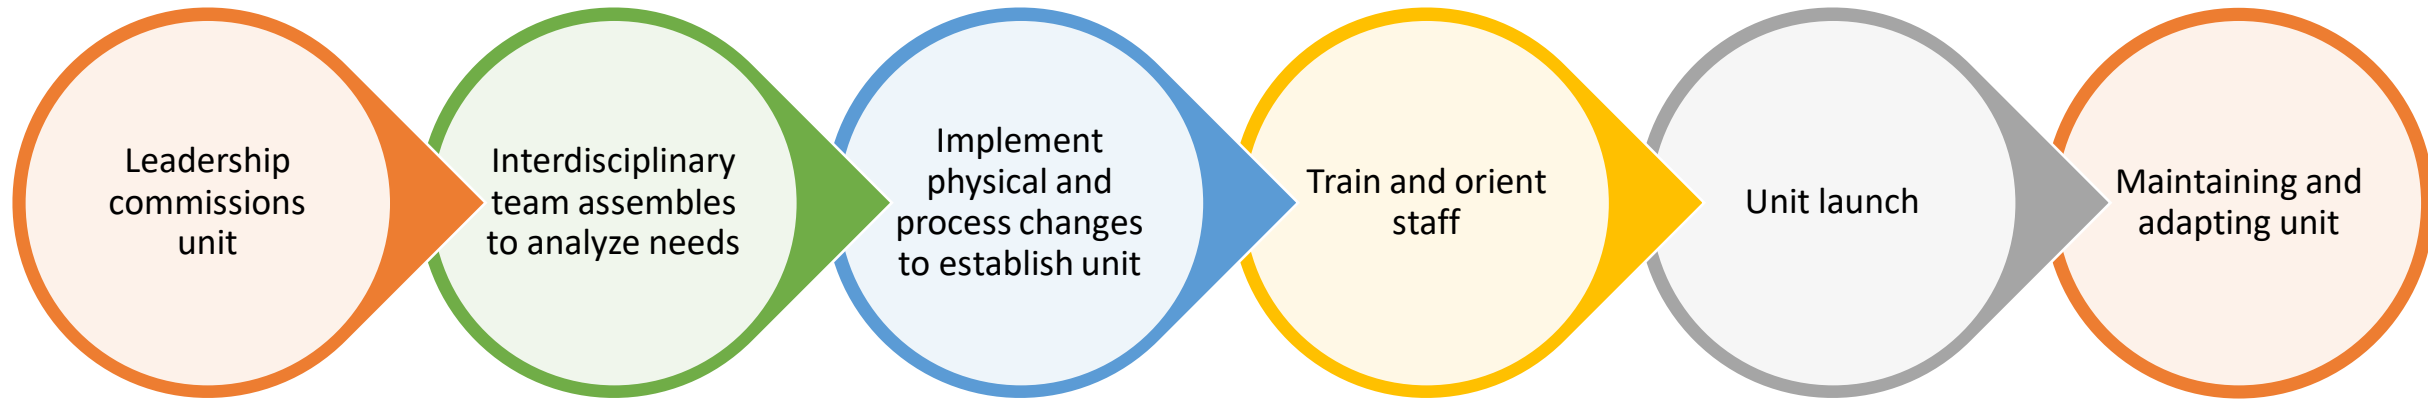 Leadership
commissions
unit
Interdisciplinary
team assembles
to analyze needs
Implement
physical and
process changes
to establish unit
Train and orient
staff
Unit launch
Maintaining and
adapting unit